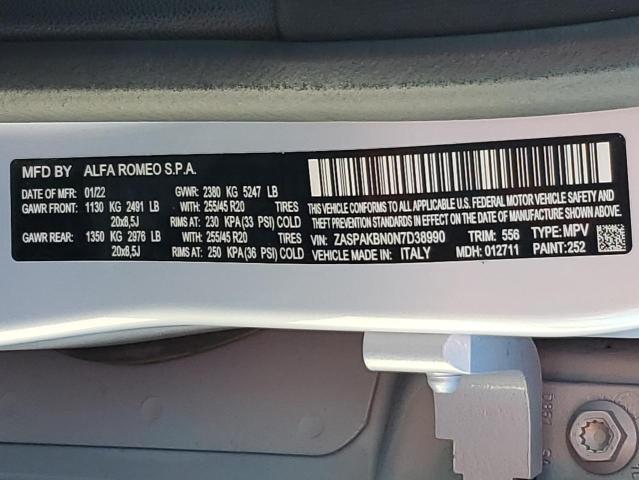 MFD BY ALFA ROMEO S.P.A.
DATE OF MFR 01/22 GVWR: 2380 KG 5247 LB
GAWR FRONT: 1130 KG 2491 LB WITH: 255/45 R20 TIRES
20x8,5J RIMS AT: 230 KPA (33 PSI) COLD
GAWR REAR: 1350 KG 2976 LB WITH: 255/45 R20 TIRES
20x8,5J RIMS AT: 250 KPA (36 PSI) COLD
THIS VEHICLE CONFORMS TO ALL APPLICABLE U.S. FEDERAL MOTOR VEHICLE SAFETY AND
THEFT PREVENTION STANDARDS IN EFFECT ON THE DATE OF MANUFACTURE SHOWN ABOVE
VIN: ZASPAKBN0N7D38990 TRIM: 556 TYPE: MPV
VEHICLE MADE IN: ITALY MDH: 012711 PAINT: 252